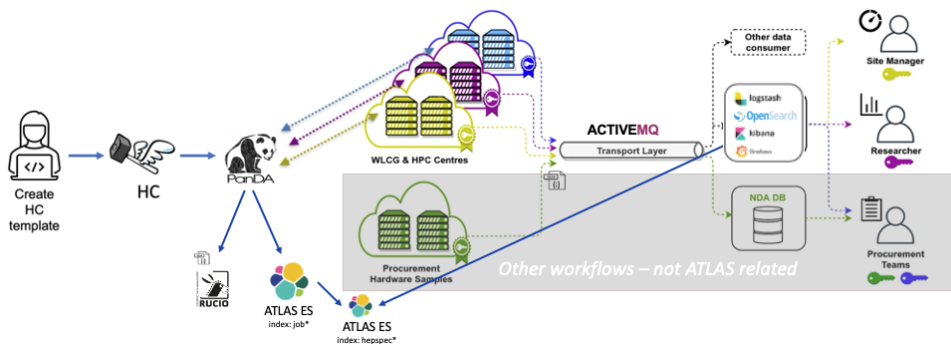 Create
HC
template
HC
PanDA
WLCG & HPC Centres
ACTIVEMQ
Transport Layer
Other data
consumer
logstash
OpenSearch
kibana
Grafana
Site Manager
Researcher
NDA DB
Procurement
Teams
Procurement
Hardware Samples
Other workflows – not ATLAS related
RUCIO
ATLAS ES
index: job*
ATLAS ES
index: hepspec*